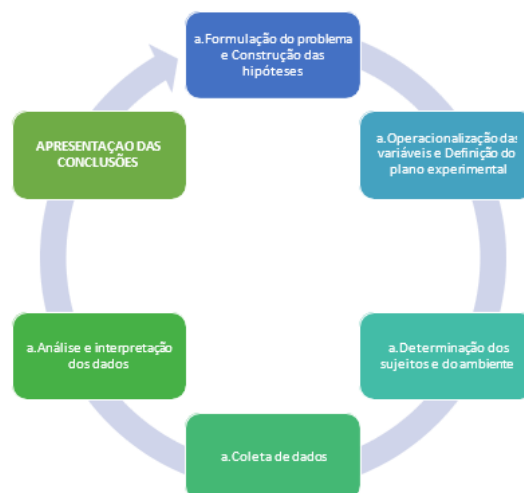 a.Formulação do problema
e Construção das
hipóteses
a.Operacionalização das
variáveis e Definição do
plano experimental
a.Determinação dos
sujeitos e do ambiente
a.Coleta de dados
a.Análise e interpretação
dos dados
APRESENTAÇAO DAS
CONCLUSÕES